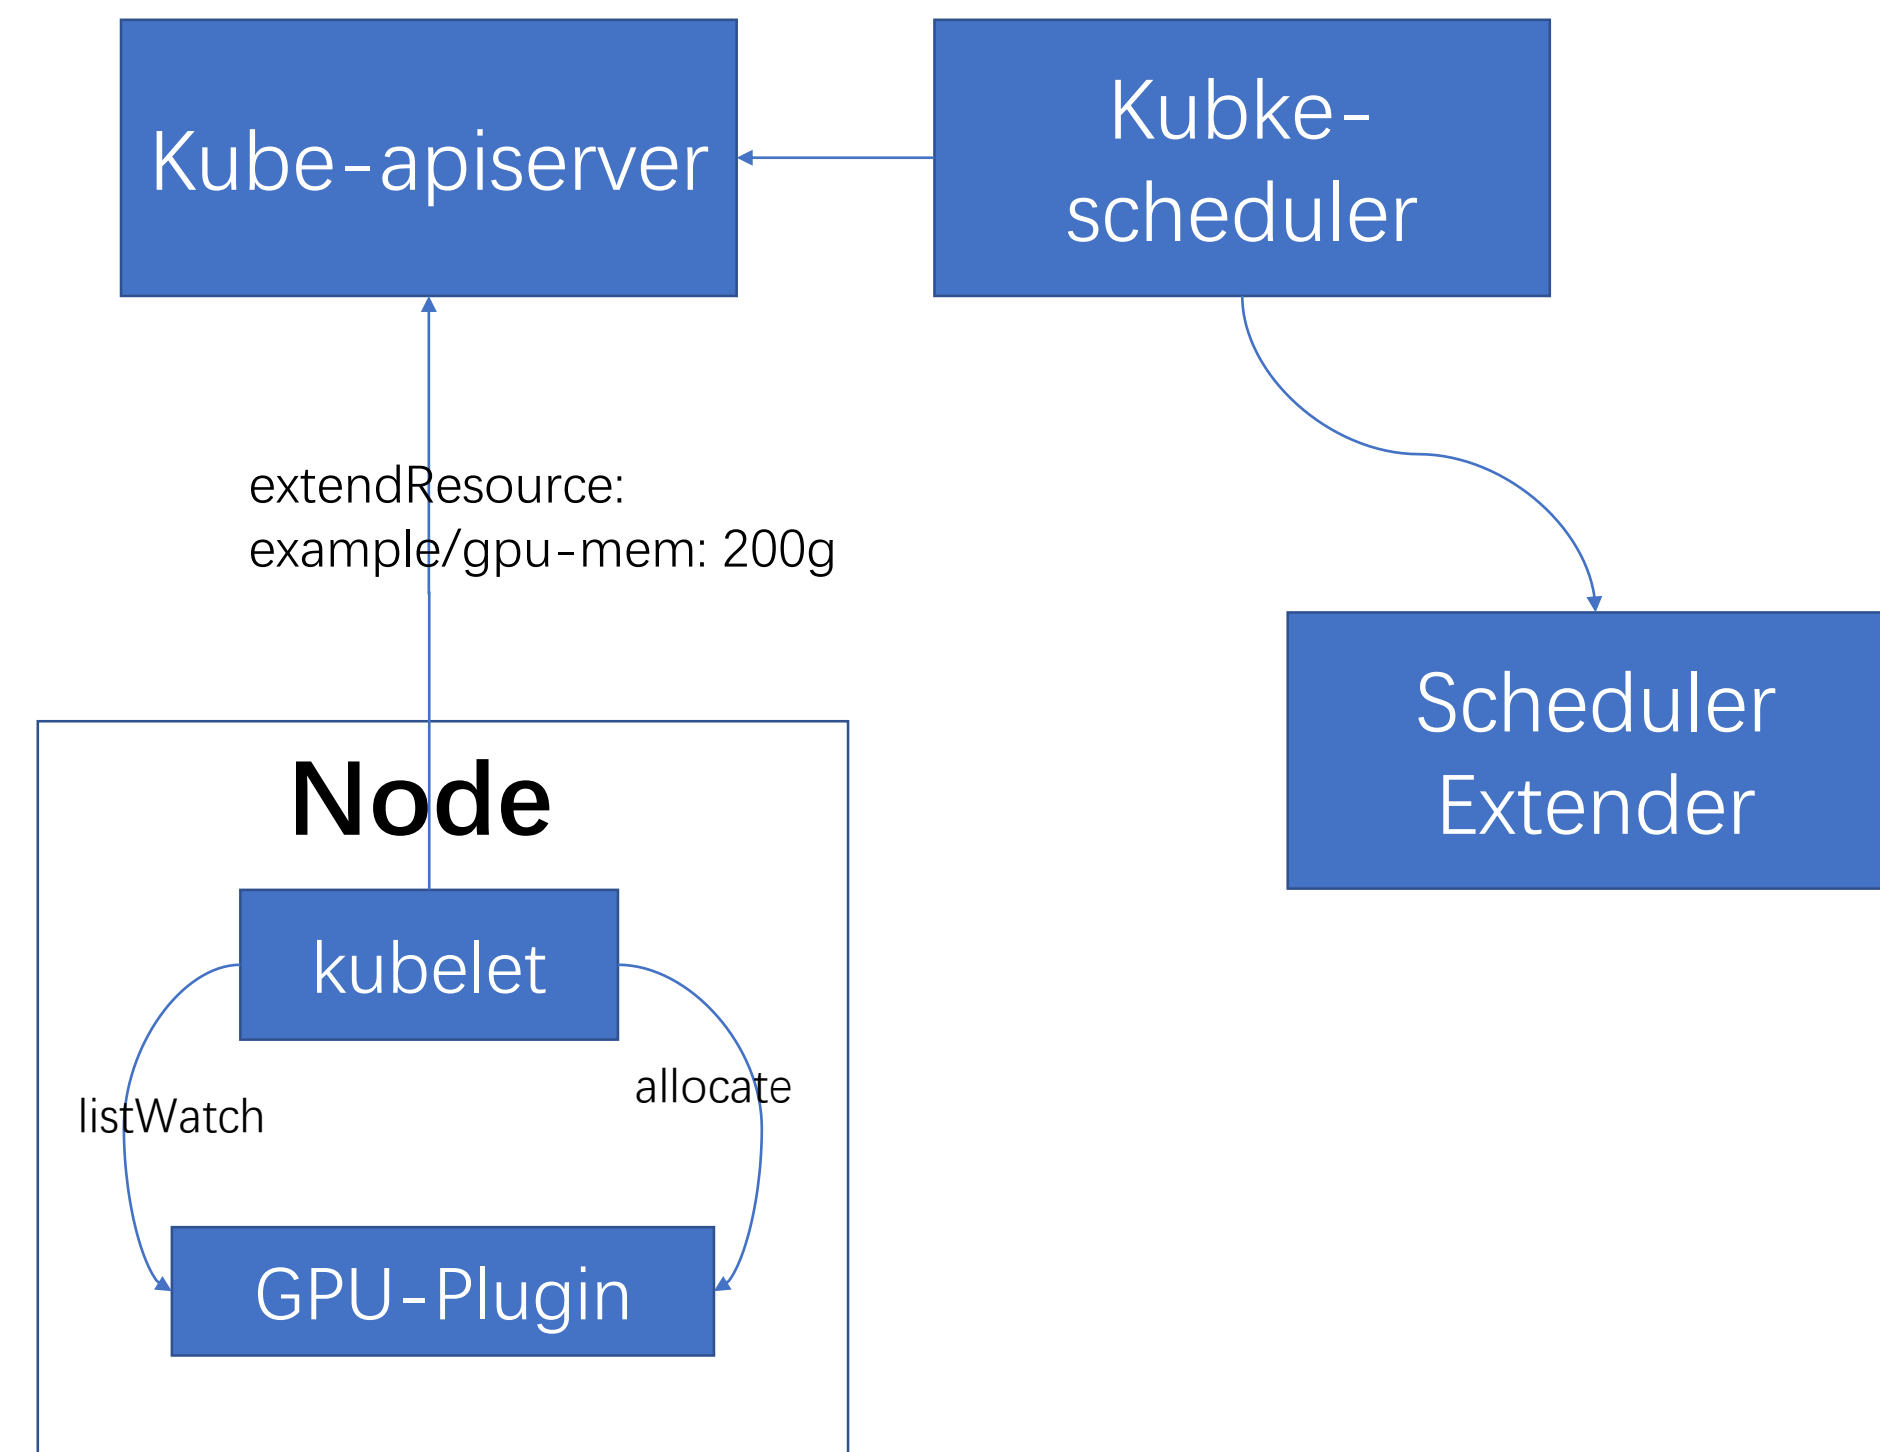 Kube-apiserver
Kubke-
scheduler
extendResource:
example/gpu-mem: 200g
Scheduler
Extender
Node
kubelet
allocate
listWatch
GPU-Plugin